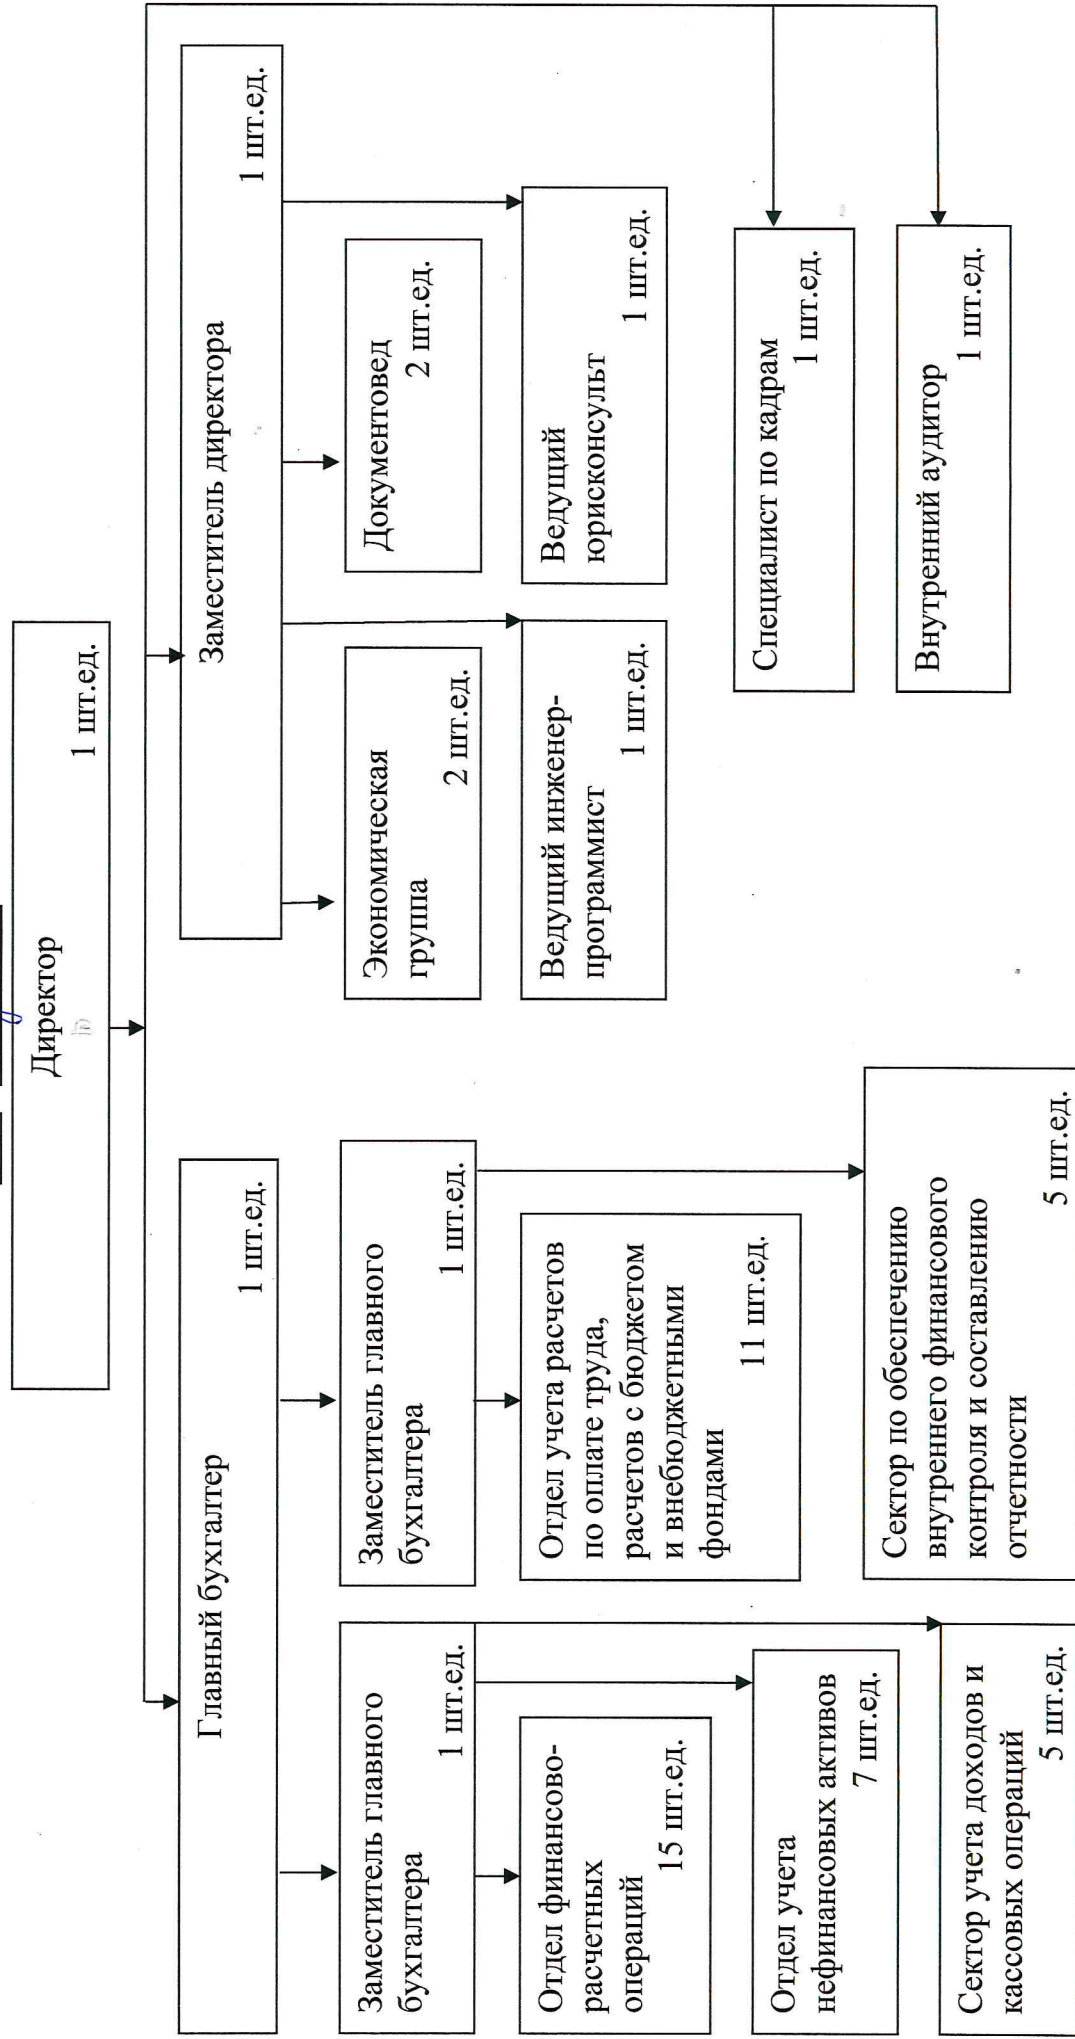 Директор
1 шт.ед.
Главный бухгалтер
1 шт.ед.
Заместитель директора
1 шт.ед.
Заместитель главного
бухгалтера
1 шт.ед.
Заместитель главного
бухгалтера
1 шт.ед.
Экономическая
группа
2 шт.ед.
Документовед
2 шт.ед.
Отдел финансово-
расчетных
операций
15 шт.ед.
Отдел учета расчетов
по оплате труда,
расчетов с бюджетом
и внебюджетными
фондами
11 шт.ед.
Ведущий инженер-
программист
1 шт.ед.
Ведущий
юрисконсульт
1 шт.ед.
Отдел учета
нефинансовых активов
7 шт.ед.
Специалист по кадрам
1 шт.ед.
Сектор по обеспечению
внутреннего финансового
контроля и составлению
отчетности
5 шт.ед.
Внутренний аудитор
1 шт.ед.
Сектор учета доходов и
кассовых операций
5 шт.ед.